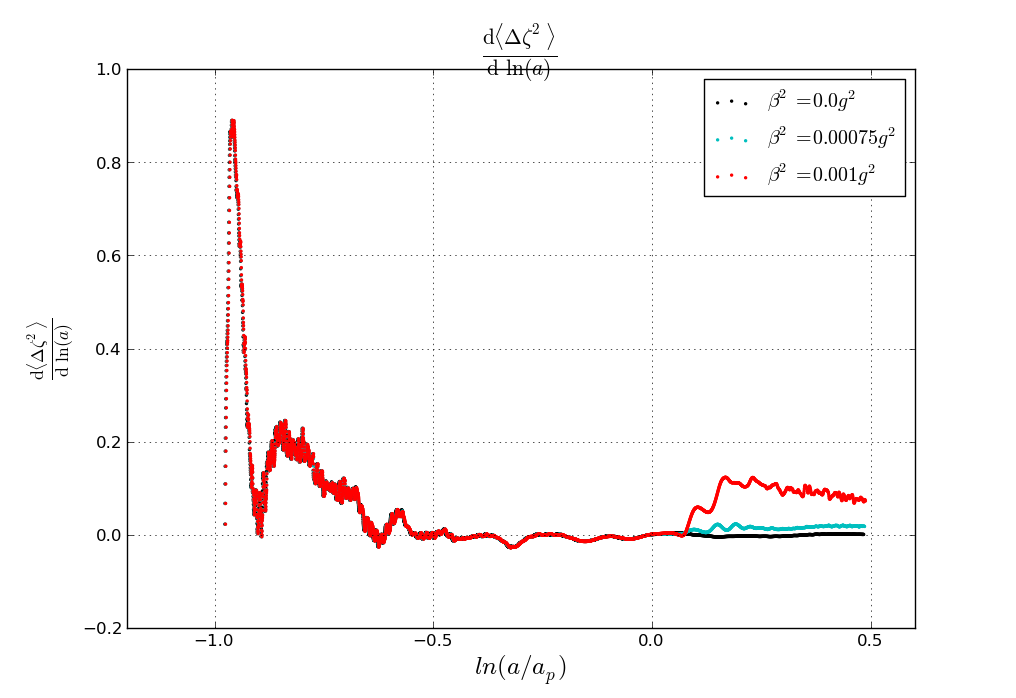 d⟨Δζ² ⟩
d ln(a)
1.0
0.8
0.6
0.4
0.2
0.0
−0.2
d⟨Δζ² ⟩
d ln(a)
β² =0.0g²
β² =0.00075g²
β² =0.001g²
−1.0 −0.5 0.0 0.5
ln(a/aₚ)